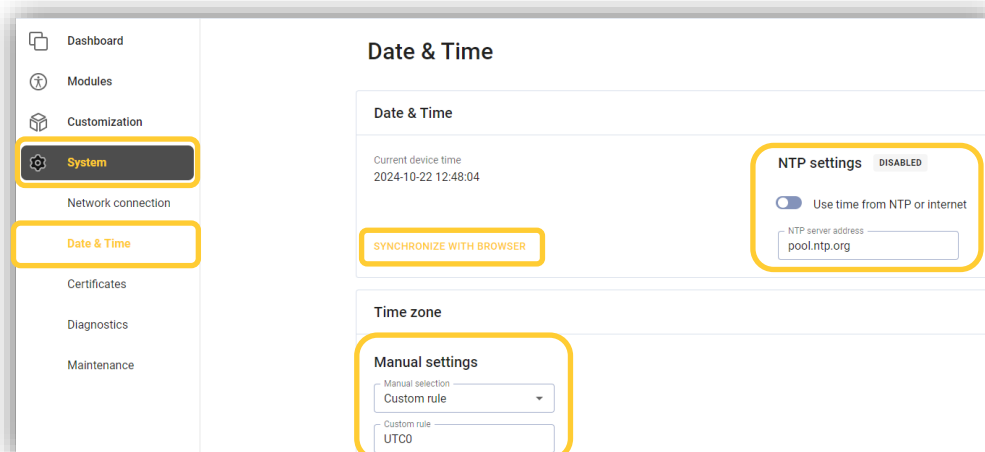 Dashboard
Modules
Customization
System
Network connection
Date & Time
Certificates
Diagnostics
Maintenance
Date & Time
Date & Time
Current device time
2024-10-22 12:48:04
SYNCHRONIZE WITH BROWSER
NTP settings DISABLED
Use time from NTP or internet
NTP server address
pool.ntp.org
Time zone
Manual settings
Manual selection
Custom rule
Custom rule
UTC0